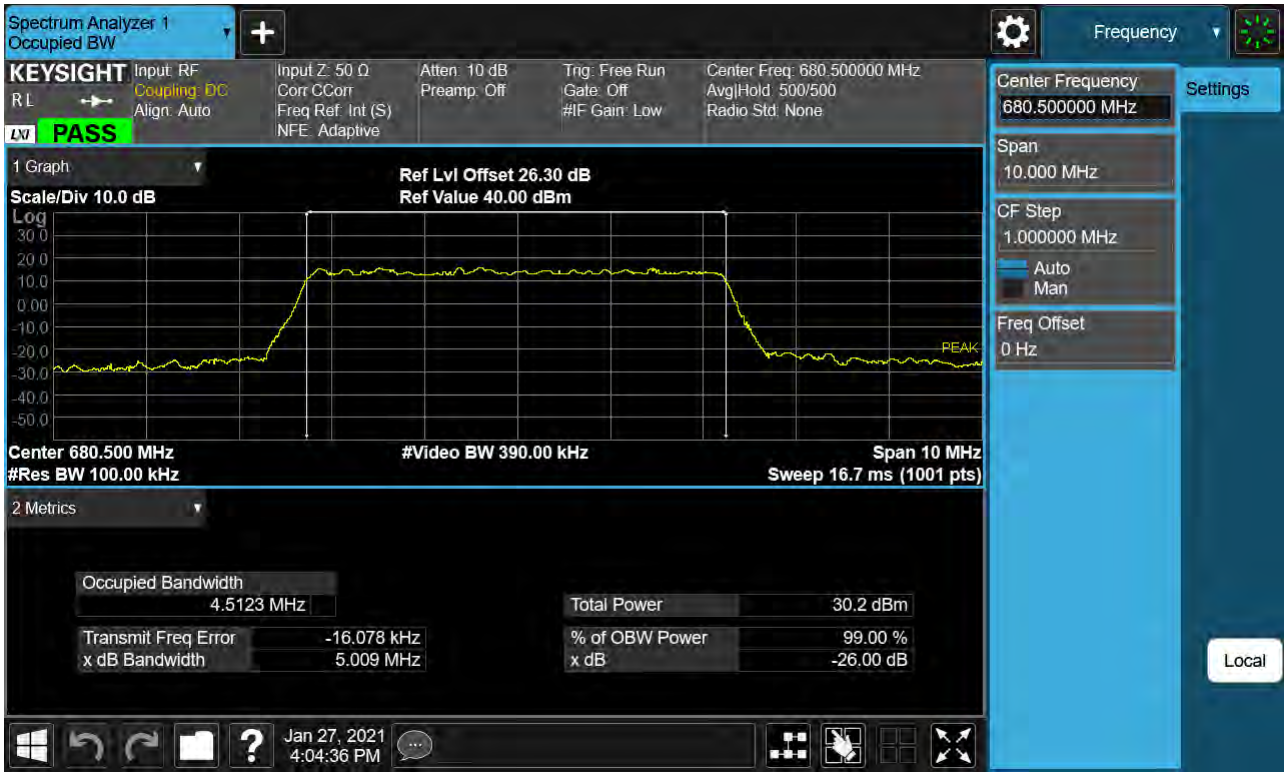 Spectrum Analyzer 1
Occupied BW
+
Frequency
KEYSIGHT
R L
LXI
PASS
Input: RF
Coupling: DC
Align: Auto
Input Z: 50 Ω
Corr CCorr
Freq Ref: Int (S)
NFE: Adaptive
Atten: 10 dB
Preamp: Off
Trig: Free Run
Gate: Off
#IF Gain: Low
Center Freq: 680.500000 MHz
Avg|Hold: 500/500
Radio Std: None
Center Frequency
680.500000 MHz
Settings
Span
10.000 MHz
CF Step
1.000000 MHz
Auto
Man
Freq Offset
0 Hz
1 Graph
Scale/Div 10.0 dB
Ref Lvl Offset 26.30 dB
Ref Value 40.00 dBm
Log
30.0
20.0
10.0
0.00
-10.0
-20.0
-30.0
-40.0
-50.0
PEAK
Center 680.500 MHz
#Video BW 390.00 kHz
Span 10 MHz
#Res BW 100.00 kHz
Sweep 16.7 ms (1001 pts)
2 Metrics
Occupied Bandwidth
4.5123 MHz
Total Power 30.2 dBm
Transmit Freq Error -16.078 kHz
% of OBW Power 99.00 %
x dB Bandwidth 5.009 MHz
x dB -26.00 dB
Local
?
Jan 27, 2021
4:04:36 PM